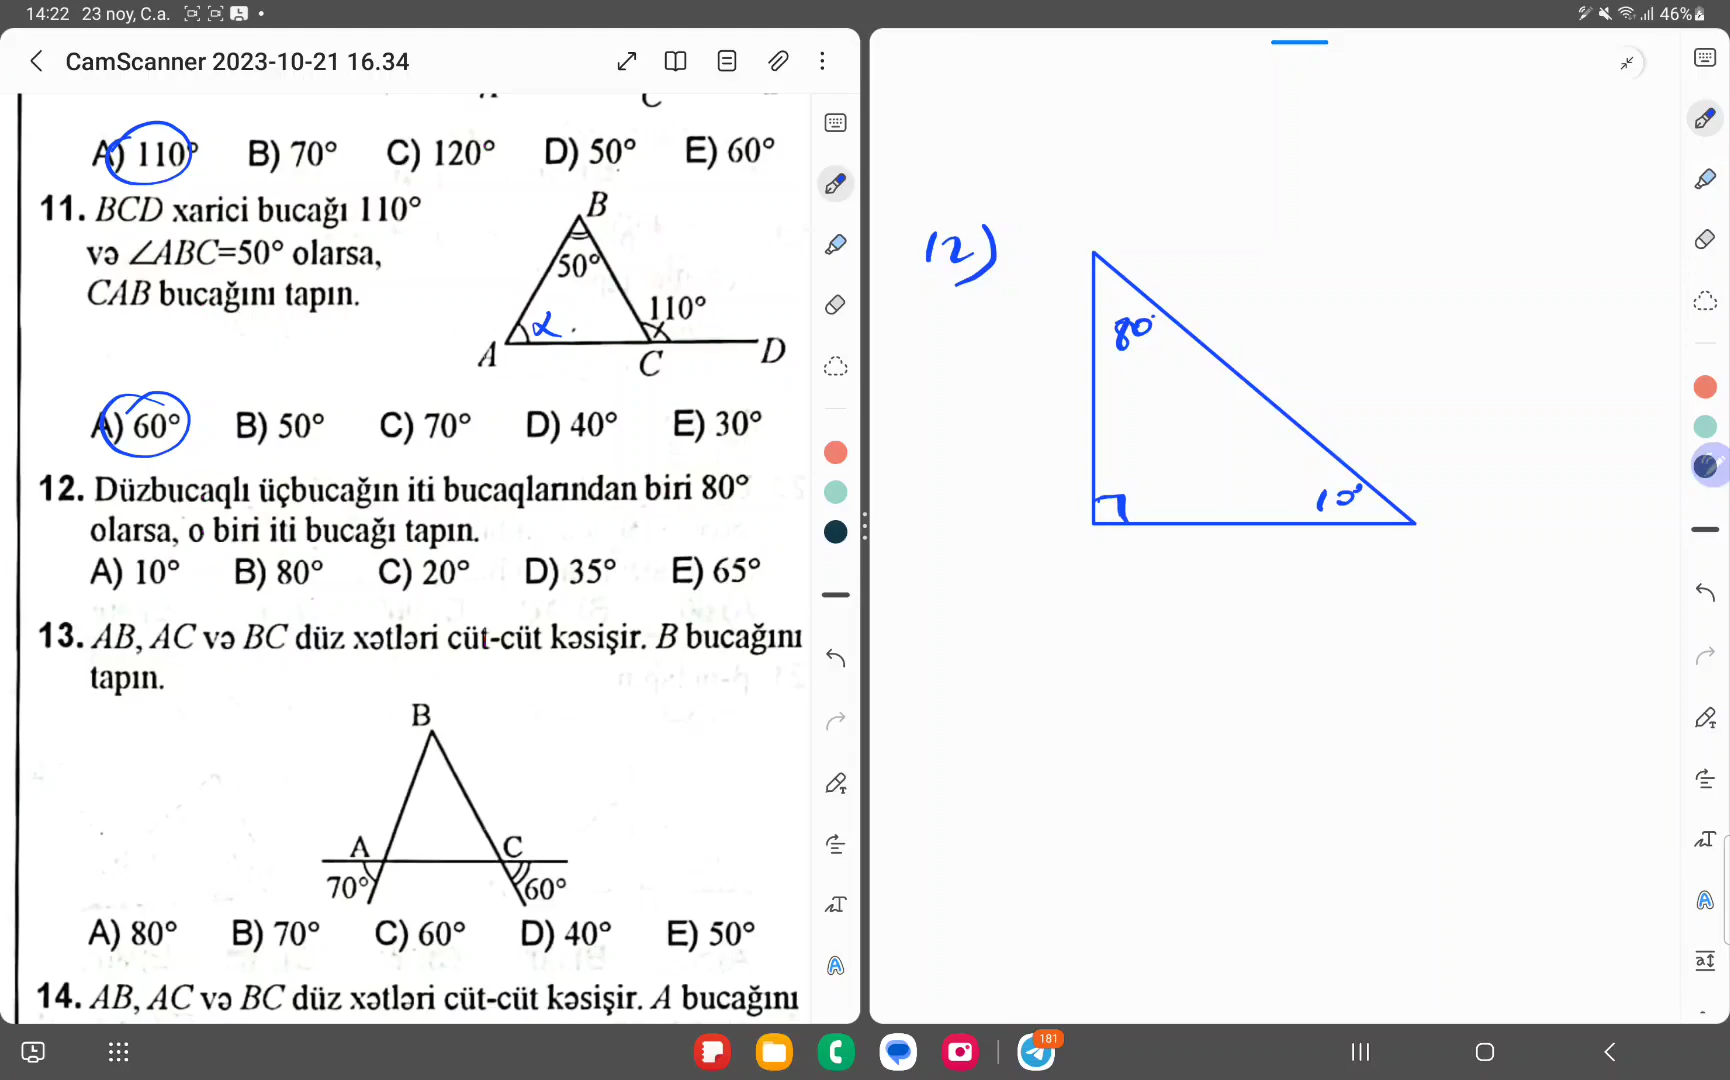 14:22 23 noy, C.a.
46%
CamScanner 2023-10-21 16.34
C
A) 110° B) 70° C) 120° D) 50° E) 60°
11. BCD xarici bucağı 110°
və ∠ABC=50° olarsa,
CAB bucağını tapın.
B
50°
110°
α
A
C
D
A) 60° B) 50° C) 70° D) 40° E) 30°
12. Düzbucaqlı üçbucağın iti bucaqlarından biri 80°
olarsa, o biri iti bucağı tapın.
A) 10° B) 80° C) 20° D) 35° E) 65°
13. AB, AC və BC düz xətləri cüt-cüt kəsişir. B bucağını
tapın.
B
A
C
70°
60°
A) 80° B) 70° C) 60° D) 40° E) 50°
14. AB, AC və BC düz xətləri cüt-cüt kəsişir. A bucağını
12)
80°
10°
181